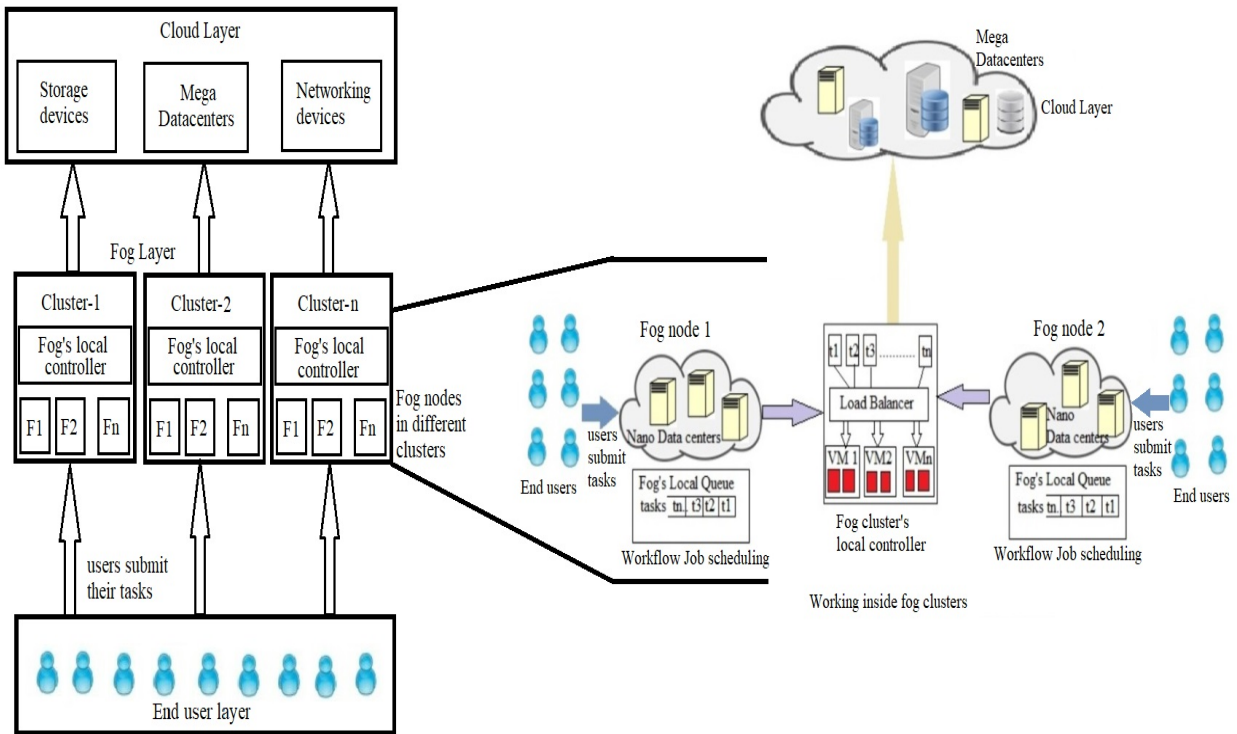 Cloud Layer
Storage
devices
Mega
Datacenters
Networking
devices
Fog Layer
Cluster-1
Fog's local
controller
F1
F2
Fn
Cluster-2
Fog's local
controller
F1
F2
Fn
Cluster-n
Fog's local
controller
F1
F2
Fn
Fog nodes
in different
clusters
users submit
their tasks
End user layer
Mega
Datacenters
Cloud Layer
End users
users
submit
tasks
Fog node 1
Nano Data centers
Fog's Local Queue
tasks tn. t3 t2 t1
Workflow Job scheduling
t1 t2 t3 ............ tn
Load Balancer
VM 1
VM2
VMn
Fog cluster's
local controller
Fog node 2
Nano
Data centers
Fog's Local Queue
tasks tn. t3 t2 t1
Workflow Job scheduling
users
submit
tasks
End users
Working inside fog clusters